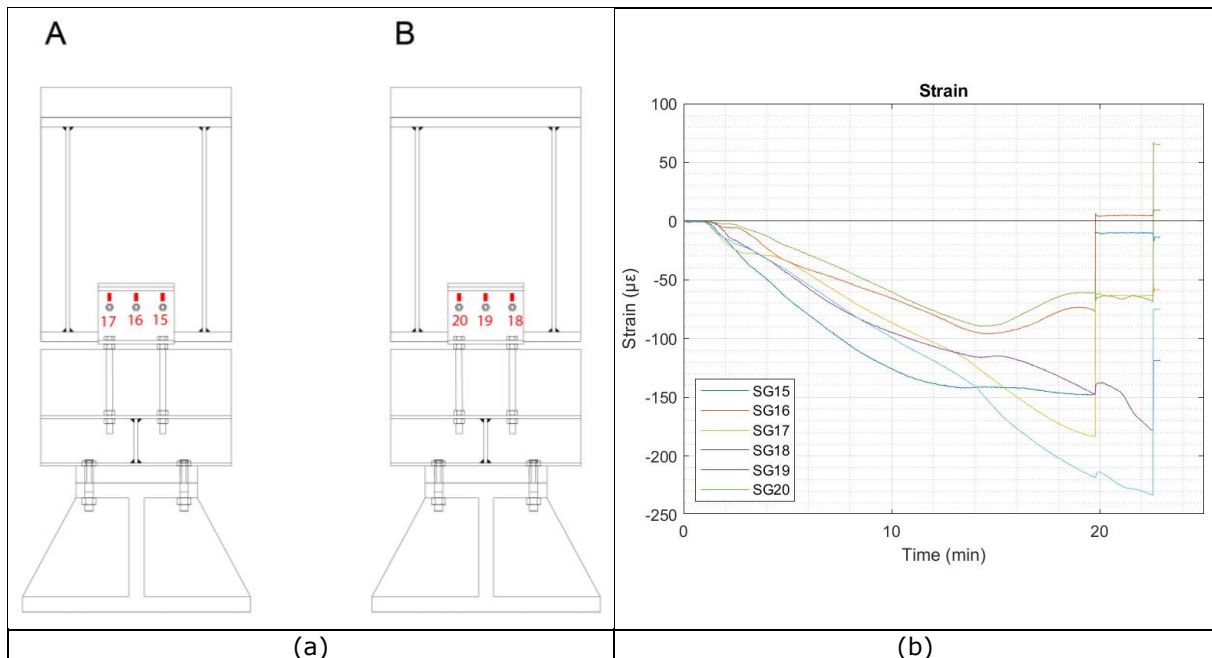 A
B
17 16 15
20 19 18
(a)
Strain
100
50
0
-50
-100
-150
-200
-250
Strain (µε)
SG15
SG16
SG17
SG18
SG19
SG20
0 10 20
Time (min)
(b)